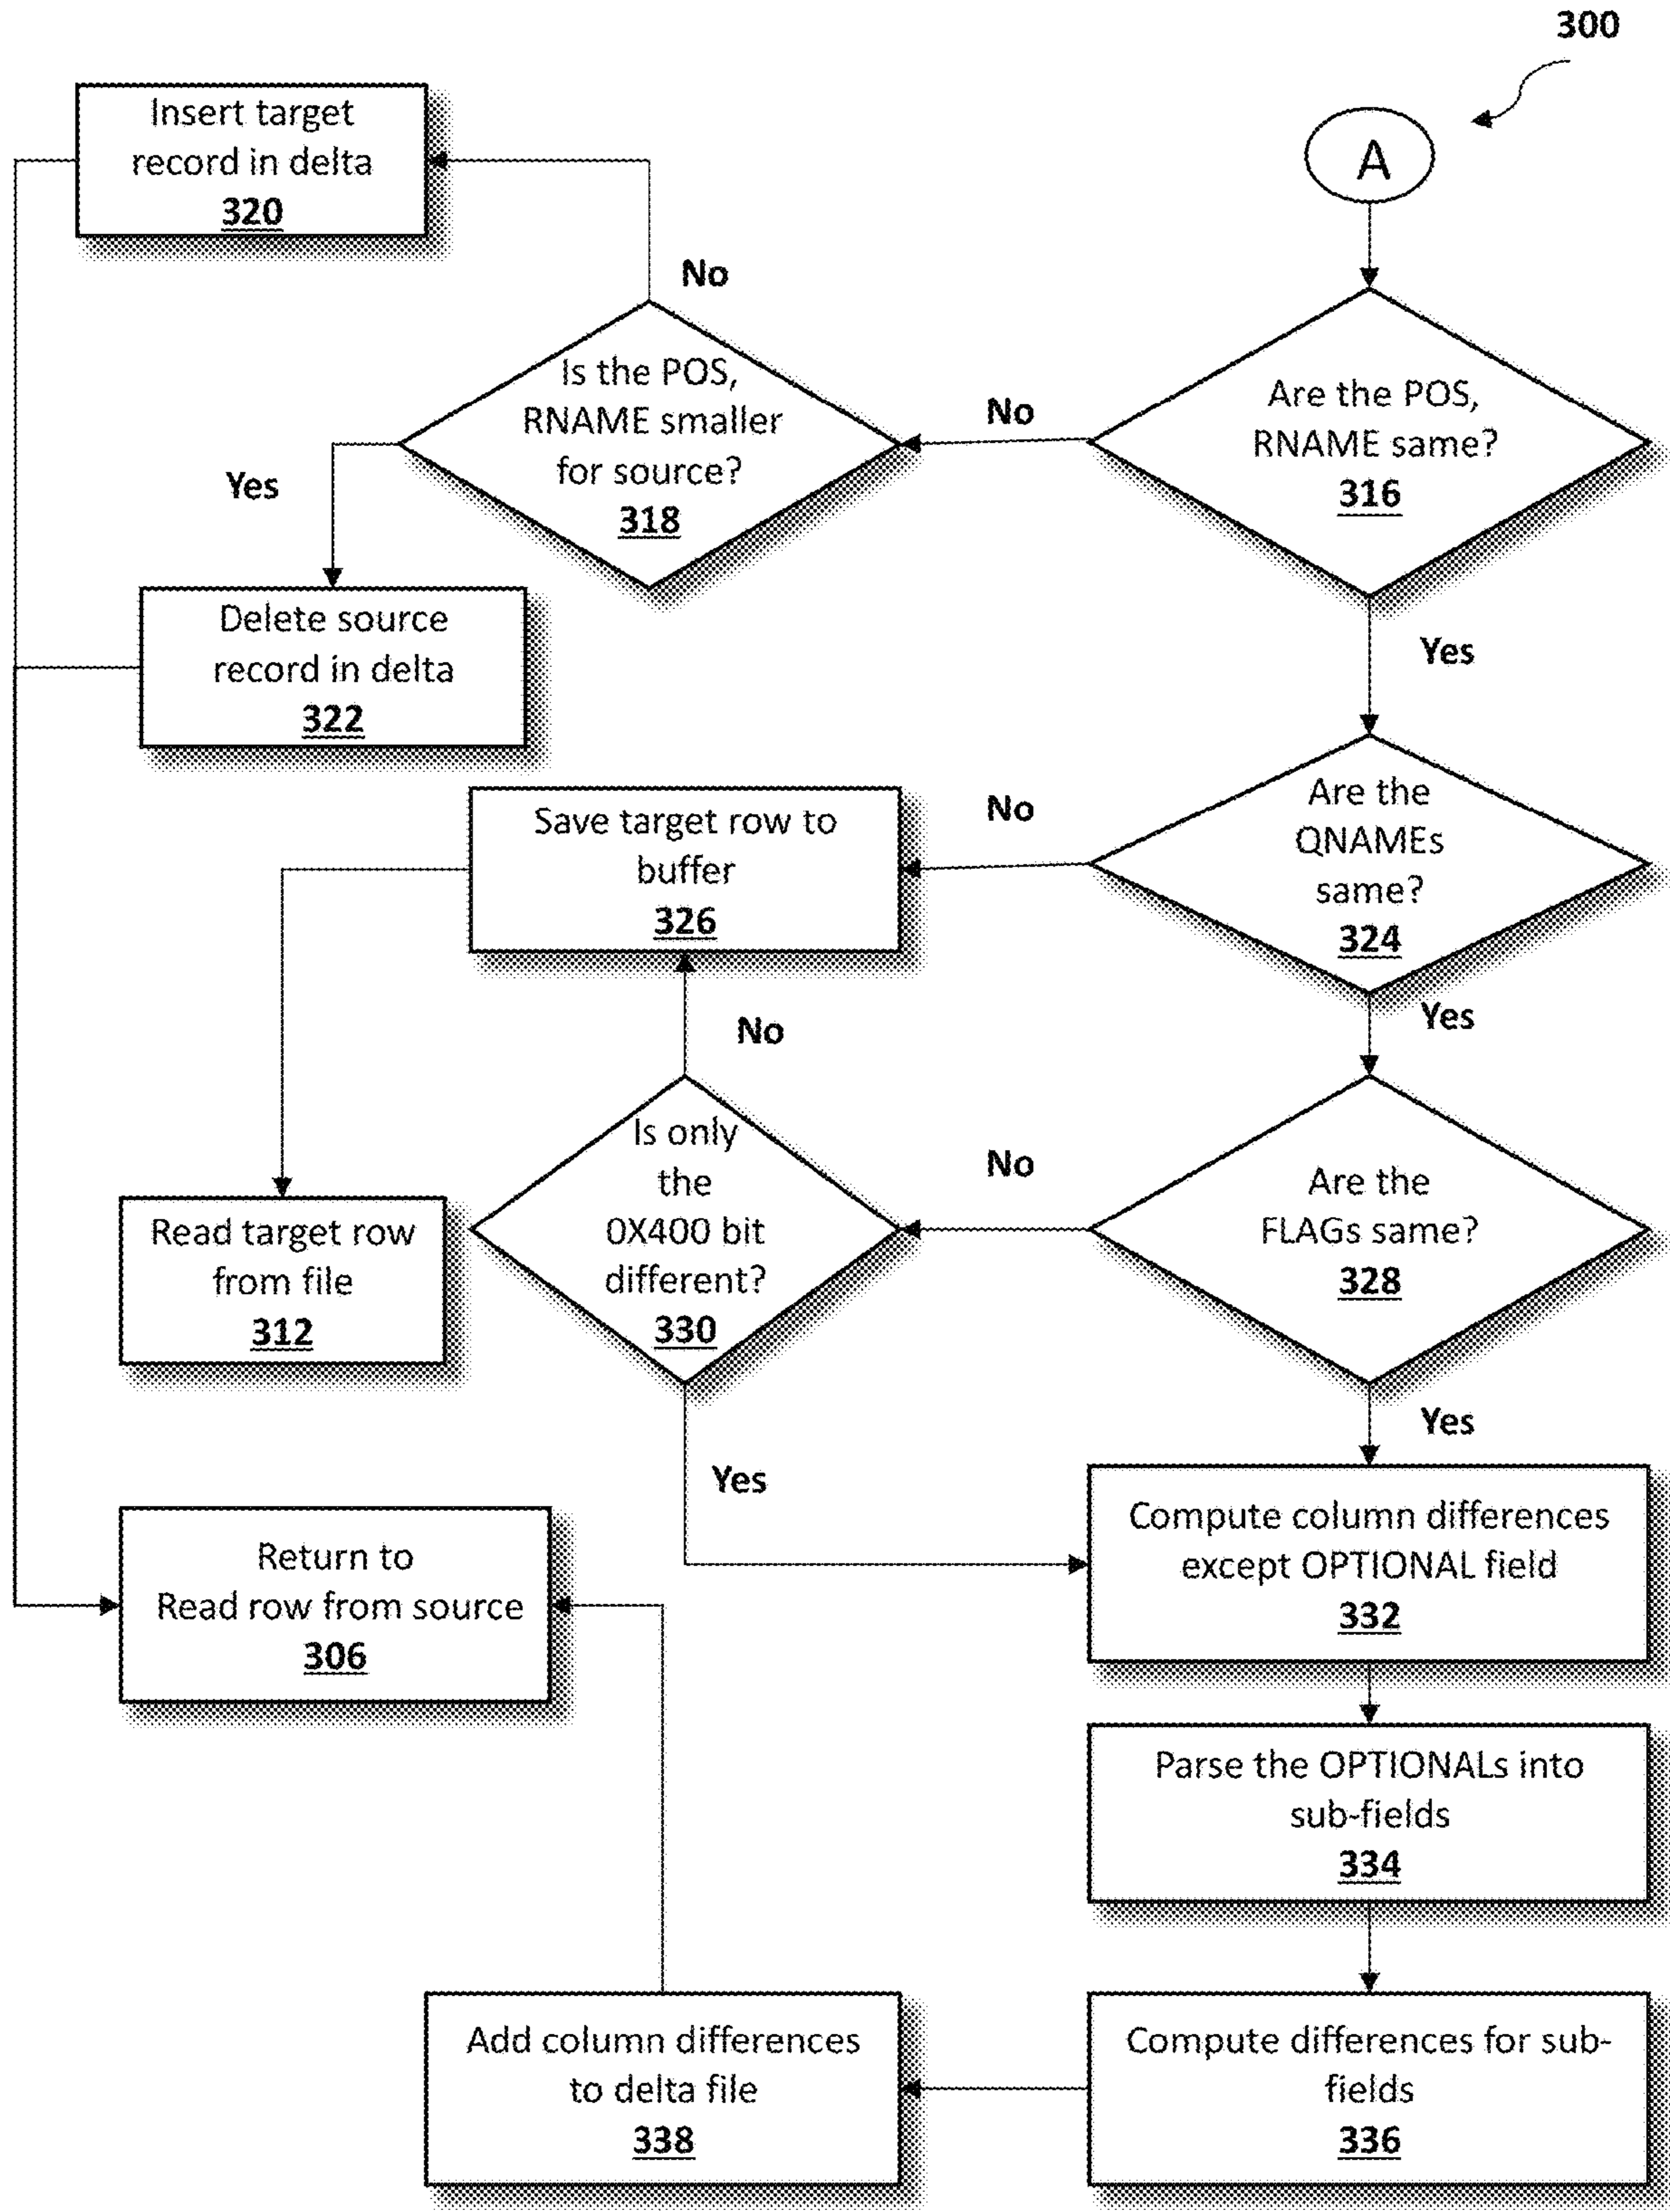 300
A
Insert target
record in delta
320
No
Is the POS,
RNAME smaller
for source?
318
No
Are the POS,
RNAME same?
316
Yes
Delete source
record in delta
322
Yes
Save target row to
buffer
326
No
Are the
QNAMEs
same?
324
Yes
No
Is only
the
0X400 bit
different?
330
No
Are the
FLAGs same?
328
Read target row
from file
312
Yes
Yes
Return to
Read row from source
306
Compute column differences
except OPTIONAL field
332
Parse the OPTIONALs into
sub-fields
334
Add column differences
to delta file
338
Compute differences for sub-
fields
336